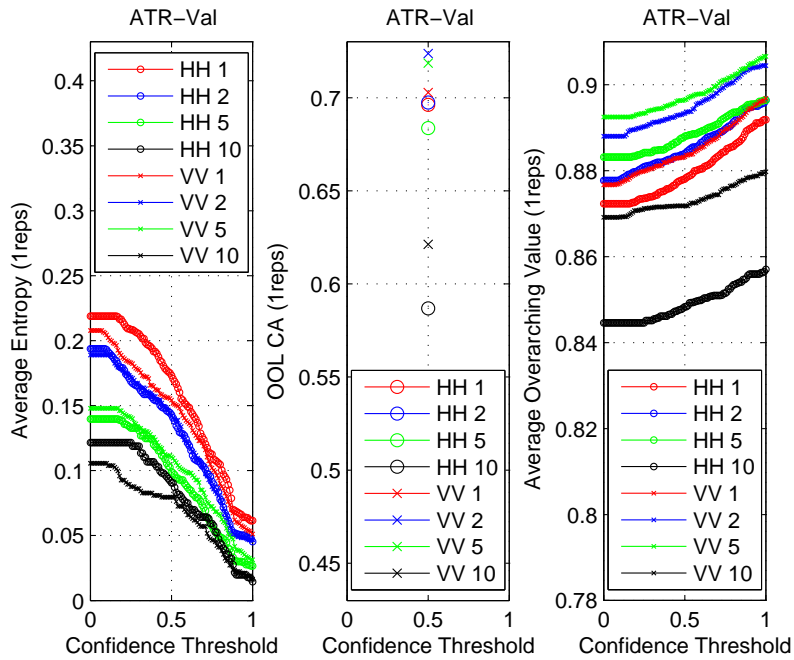 ATR−Val
Average Entropy (1reps)
0.4
0.35
0.3
0.25
0.2
0.15
0.1
0.05
0
HH 1
HH 2
HH 5
HH 10
VV 1
VV 2
VV 5
VV 10
0
0.5
1
Confidence Threshold
ATR−Val
OOL CA (1reps)
0.7
0.65
0.6
0.55
0.5
0.45
HH 1
HH 2
HH 5
HH 10
VV 1
VV 2
VV 5
VV 10
0
0.5
1
Confidence Threshold
ATR−Val
Average Overarching Value (1reps)
0.9
0.88
0.86
0.84
0.82
0.8
0.78
HH 1
HH 2
HH 5
HH 10
VV 1
VV 2
VV 5
VV 10
0
0.5
1
Confidence Threshold